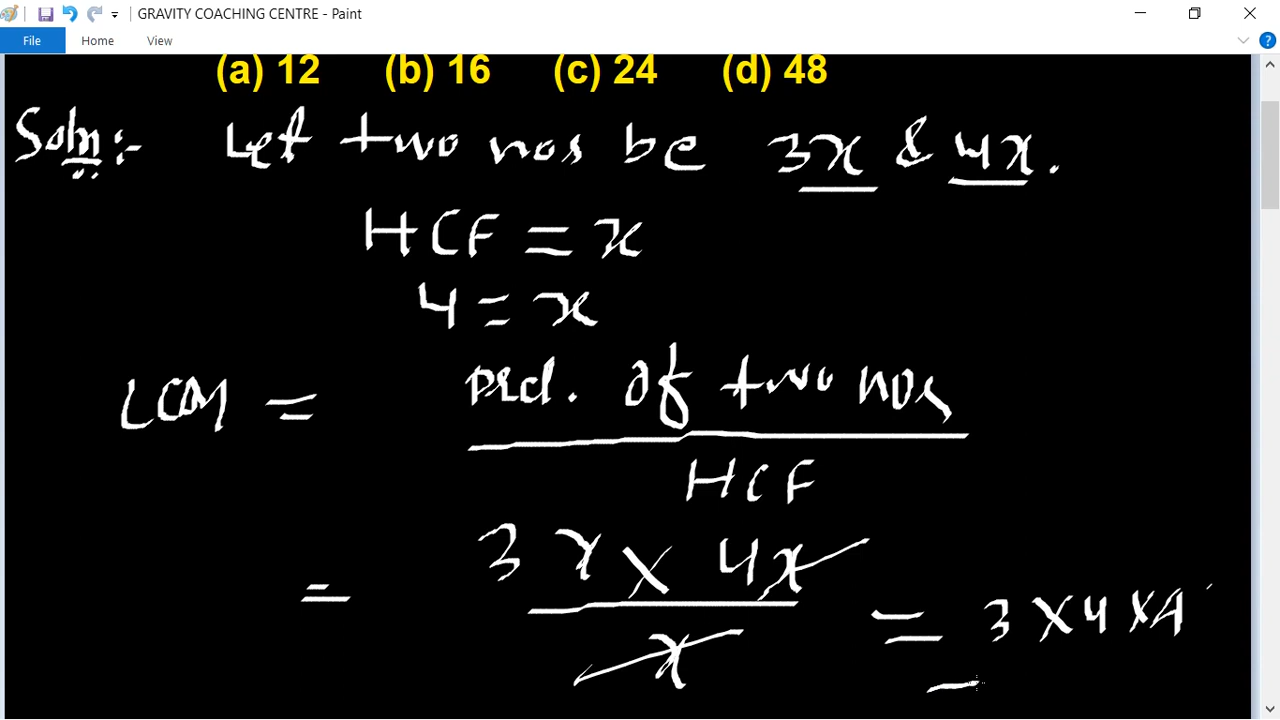 GRAVITY COACHING CENTRE - Paint
File Home View
(a) 12 (b) 16 (c) 24 (d) 48
Soln:- Let two nos be 3x & 4x.
HCF = x
4 = x
LCM = prd. of two nos
HCF
= 3x × 4x
x
= 3 × 4 × 4